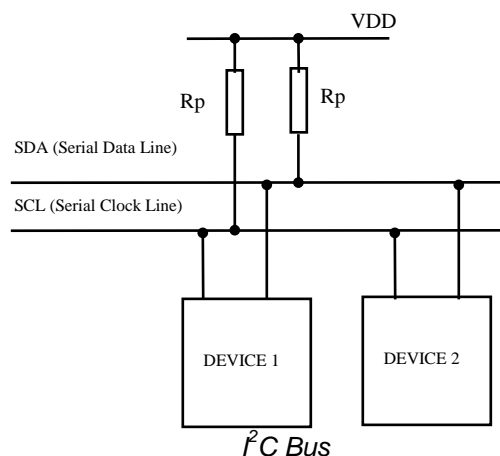 VDD
Rp
Rp
SDA (Serial Data Line)
SCL (Serial Clock Line)
DEVICE 1
DEVICE 2
I²C Bus